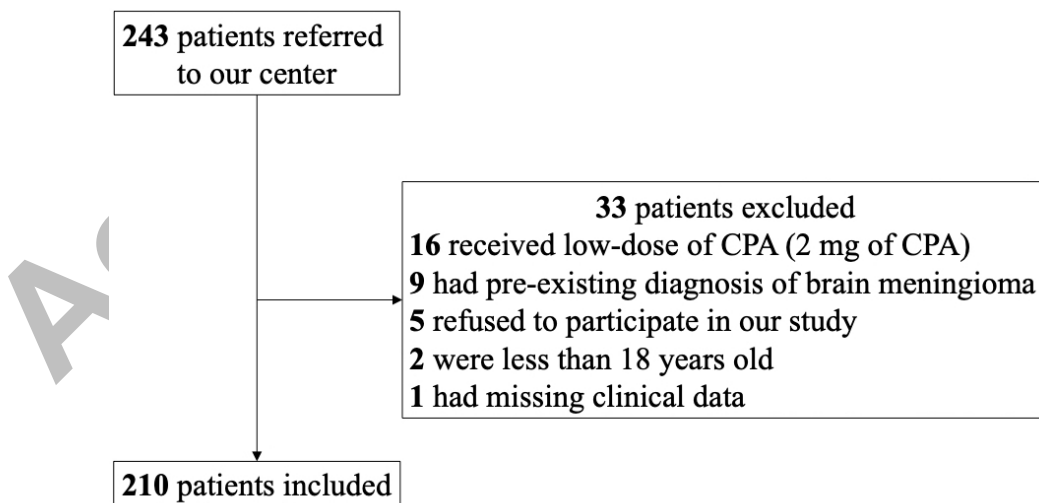 243 patients referred
to our center
33 patients excluded
16 received low-dose of CPA (2 mg of CPA)
9 had pre-existing diagnosis of brain meningioma
5 refused to participate in our study
2 were less than 18 years old
1 had missing clinical data
210 patients included